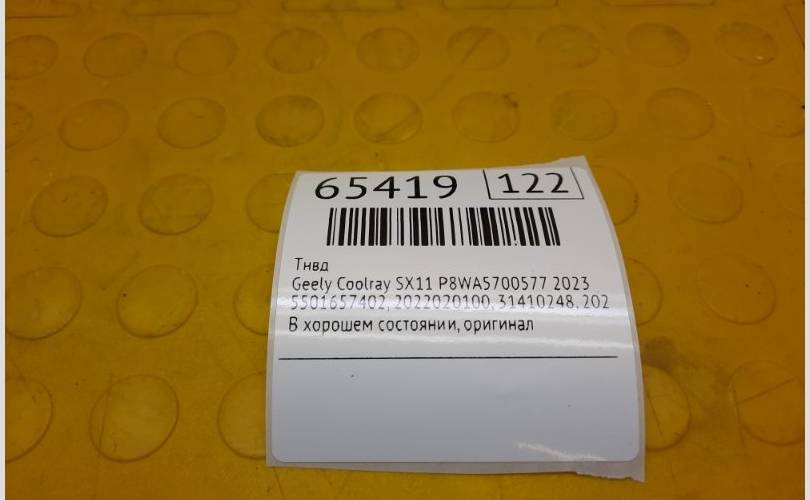 65419 122
Тнвд
Geely Coolray SX11 P8WA5700577 2023
5501657402, 2022020100, 31410248, 202
В хорошем состоянии, оригинал